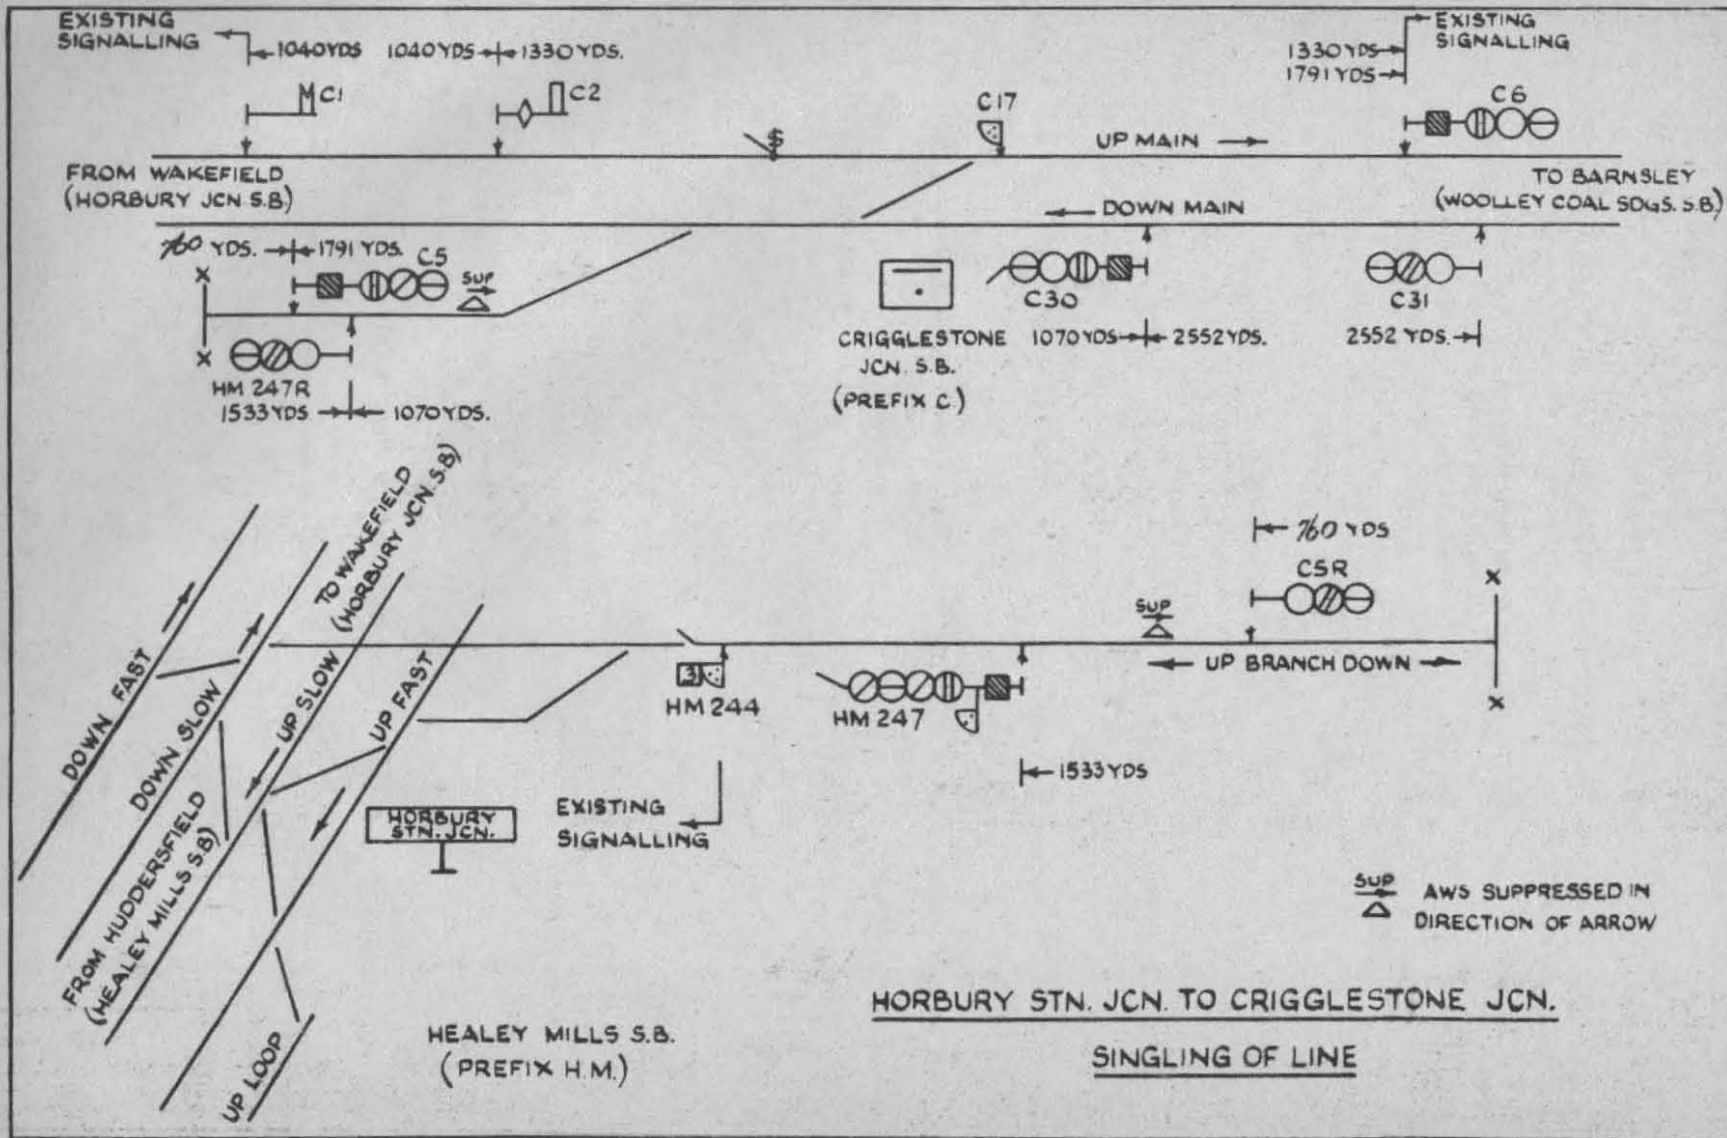 EXISTING
SIGNALLING
1040YDS
1040YDS
1330YDS.
C1
C2
$
C17
UP MAIN
1330YDS
1791YDS
EXISTING
SIGNALLING
C6
FROM WAKEFIELD
(HORBURY JCN S.B.)
DOWN MAIN
TO BARNSLEY
(WOOLLEY COAL SDGS. S.B)
760 YDS.
1791 YDS.
C5
SUP
X
X
HM 247R
1533YDS
1070YDS.
CRIGGLESTONE
JCN. S.B.
(PREFIX C.)
C30
1070YDS
2552YDS.
C31
2552 YDS.
TO WAKEFIELD
(HORBURY JCN. S.B)
DOWN FAST
DOWN SLOW
UP SLOW
UP FAST
FROM HUDDERSFIELD
(HEALEY MILLS S.B)
UP LOOP
3
HM 244
HM 247
SUP
760 YDS
C5R
X
X
UP BRANCH DOWN
1533YDS
HORBURY
STN. JCN.
EXISTING
SIGNALLING
SUP
AWS SUPPRESSED IN
DIRECTION OF ARROW
HEALEY MILLS S.B.
(PREFIX H.M.)
HORBURY STN. JCN. TO CRIGGLESTONE JCN.
SINGLING OF LINE